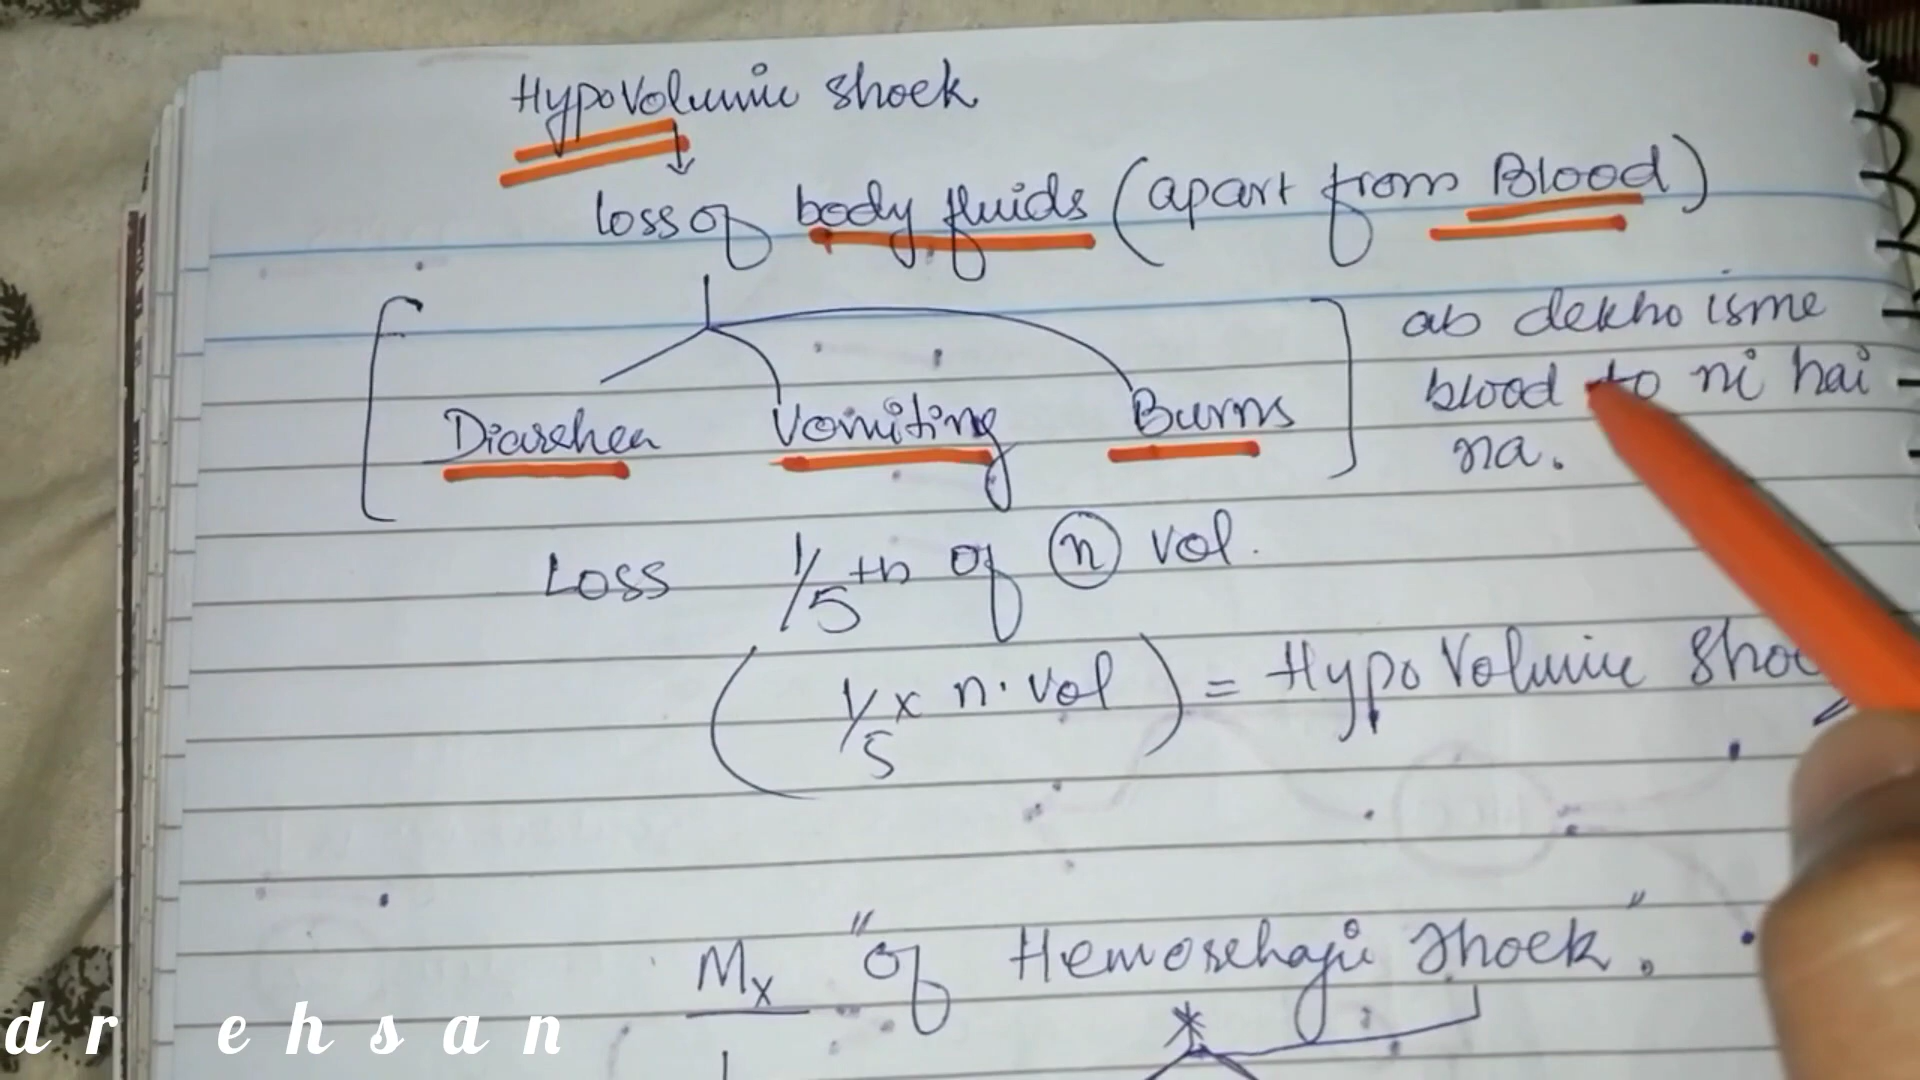 Hypovolumic shock
loss of body fluids (apart from Blood)
ab dekho isme
blood to ni hai
na.
Diarrhea Vomiting Burns
Loss 1/5th of n vol.
(1/5 x n. vol) = Hypo Volumic Shoc
Mx "of Hemorrhagic shock".
dr ehsan